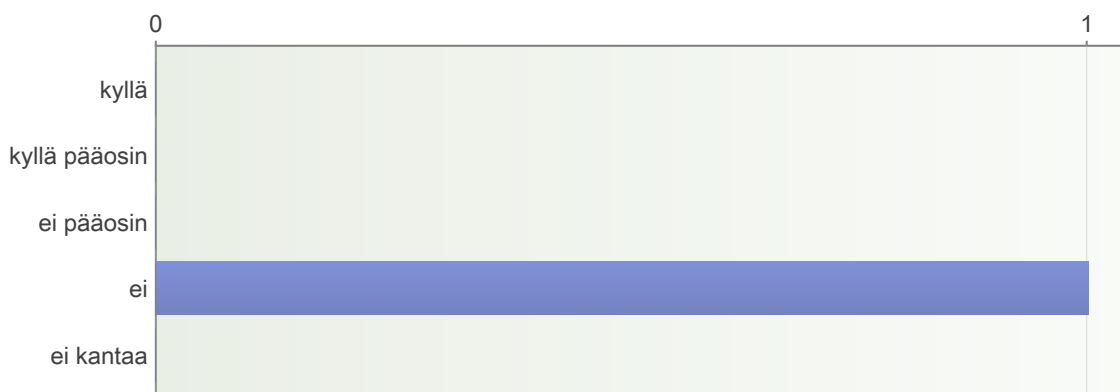 0 1
kyllä
kyllä pääosin
ei pääosin
ei
ei kantaa